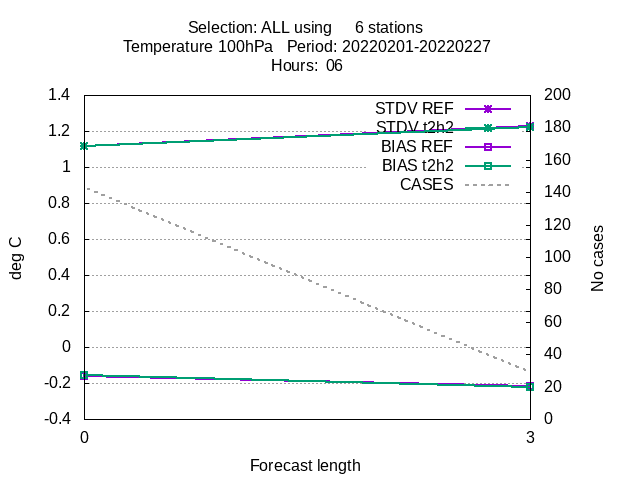 Selection: ALL using 6 stations
Temperature 100hPa Period: 20220201-20220227
Hours: 06
1.4
1.2
1
0.8
0.6
0.4
0.2
0
-0.2
-0.4
deg C
STDV REF
STDV t2h2
BIAS REF
BIAS t2h2
CASES
200
180
160
140
120
100
80
60
40
20
0
No cases
0 3
Forecast length